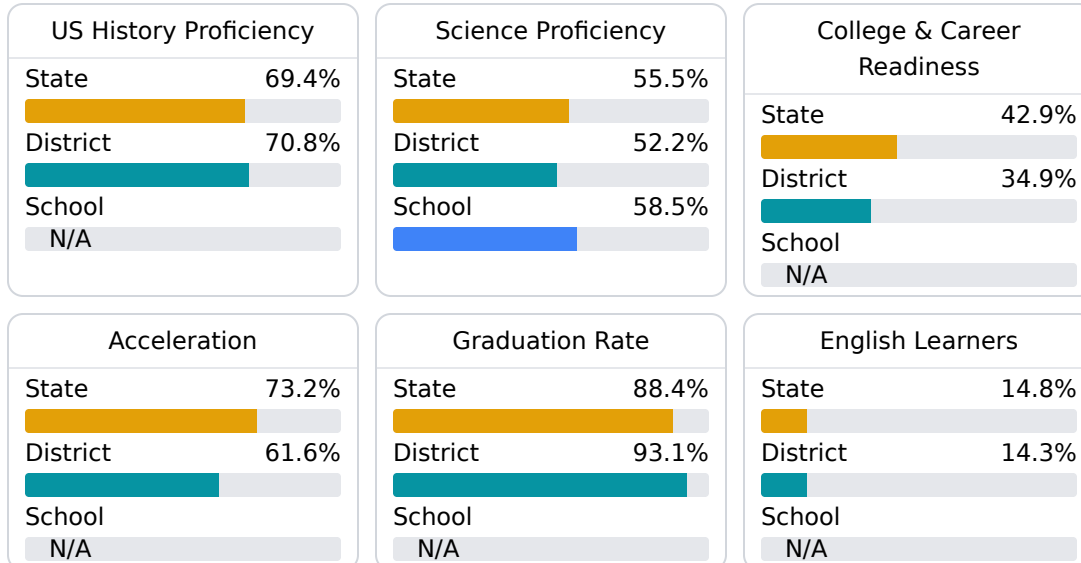 US History Proficiency
State 69.4%
District 70.8%
School
N/A
Science Proficiency
State 55.5%
District 52.2%
School 58.5%
College & Career
Readiness
State 42.9%
District 34.9%
School
N/A
Acceleration
State 73.2%
District 61.6%
School
N/A
Graduation Rate
State 88.4%
District 93.1%
School
N/A
English Learners
State 14.8%
District 14.3%
School
N/A